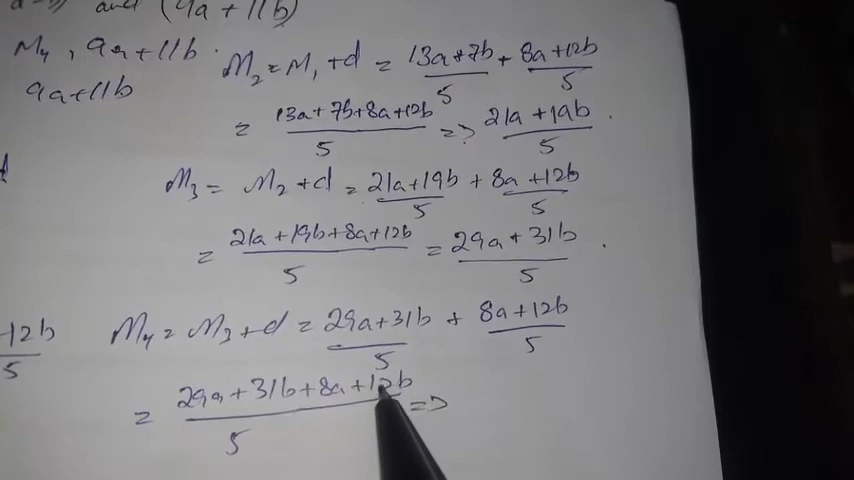 and (9a + 11b)
M4, 9a + 11b.
9a + 11b
M2 = M1 + d = 13a + 7b/5 + 8a + 12b/5
= 13a + 7b + 8a + 12b/5 => 21a + 19b/5.
M3 = M2 + d = 21a + 19b/5 + 8a + 12b/5
= 21a + 19b + 8a + 12b/5 = 29a + 31b/5.
12b/5
M4 = M3 + d = 29a + 31b/5 + 8a + 12b/5
= 29a + 31b + 8a + 12b/5 =>